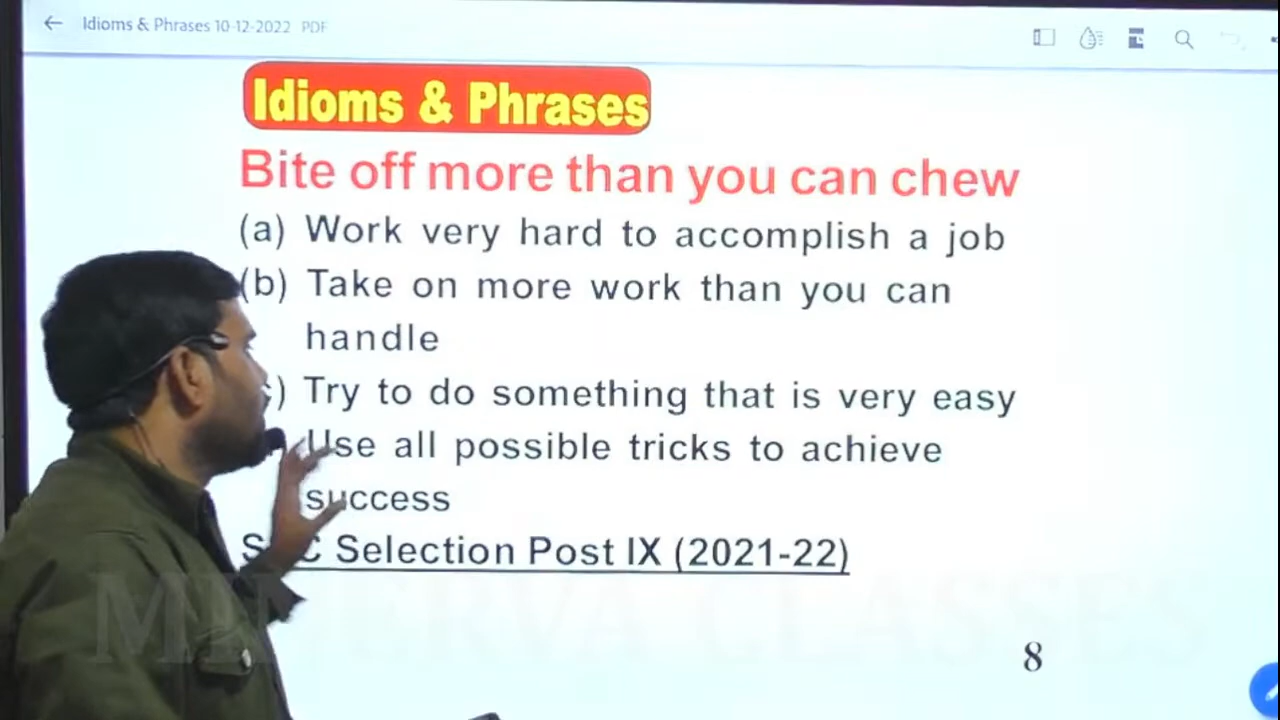 Idioms & Phrases 10-12-2022 PDF
Idioms & Phrases
Bite off more than you can chew
(a) Work very hard to accomplish a job
(b) Take on more work than you can
handle
) Try to do something that is very easy
Use all possible tricks to achieve
success
Selection Post IX (2021-22)
MINERVA CLASSES
8